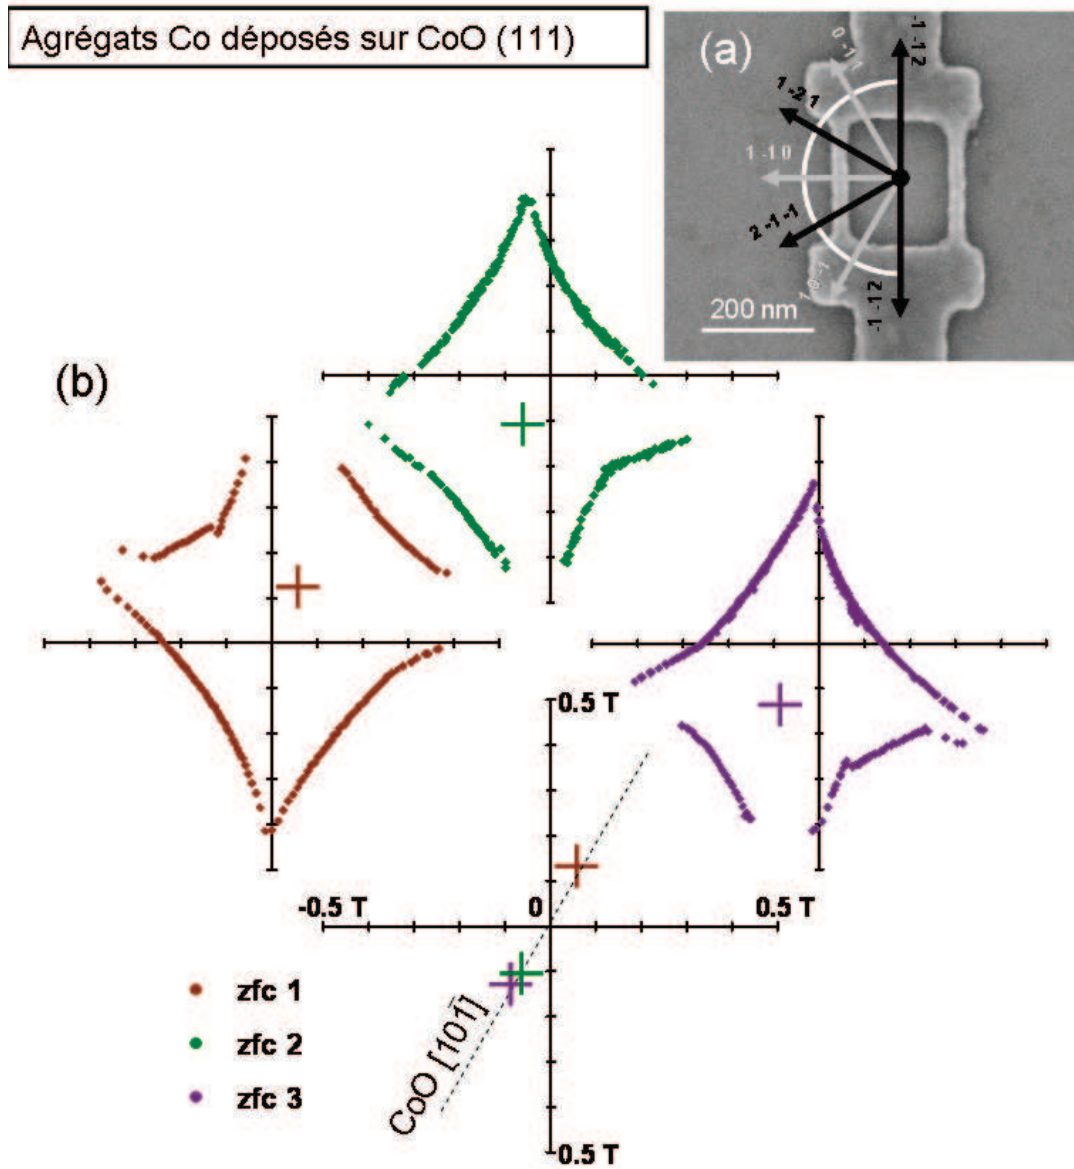 Agrégats Co déposés sur CoO (111)
(a)
-1 -1 2
0 -1 1
1 -2 1
1 -1 0
2 -1 -1
1 0 -1
-1 -1 2
200 nm
(b)
0.5 T
-0.5 T
0
0.5 T
zfc 1
zfc 2
zfc 3
CoO [101̄]
0.5 T